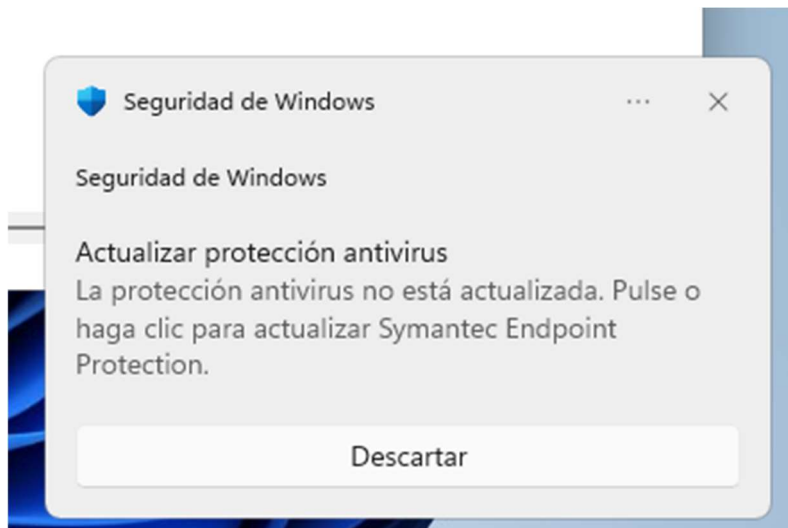 Seguridad de Windows
Seguridad de Windows
Actualizar protección antivirus
La protección antivirus no está actualizada. Pulse o
haga clic para actualizar Symantec Endpoint
Protection.
Descartar